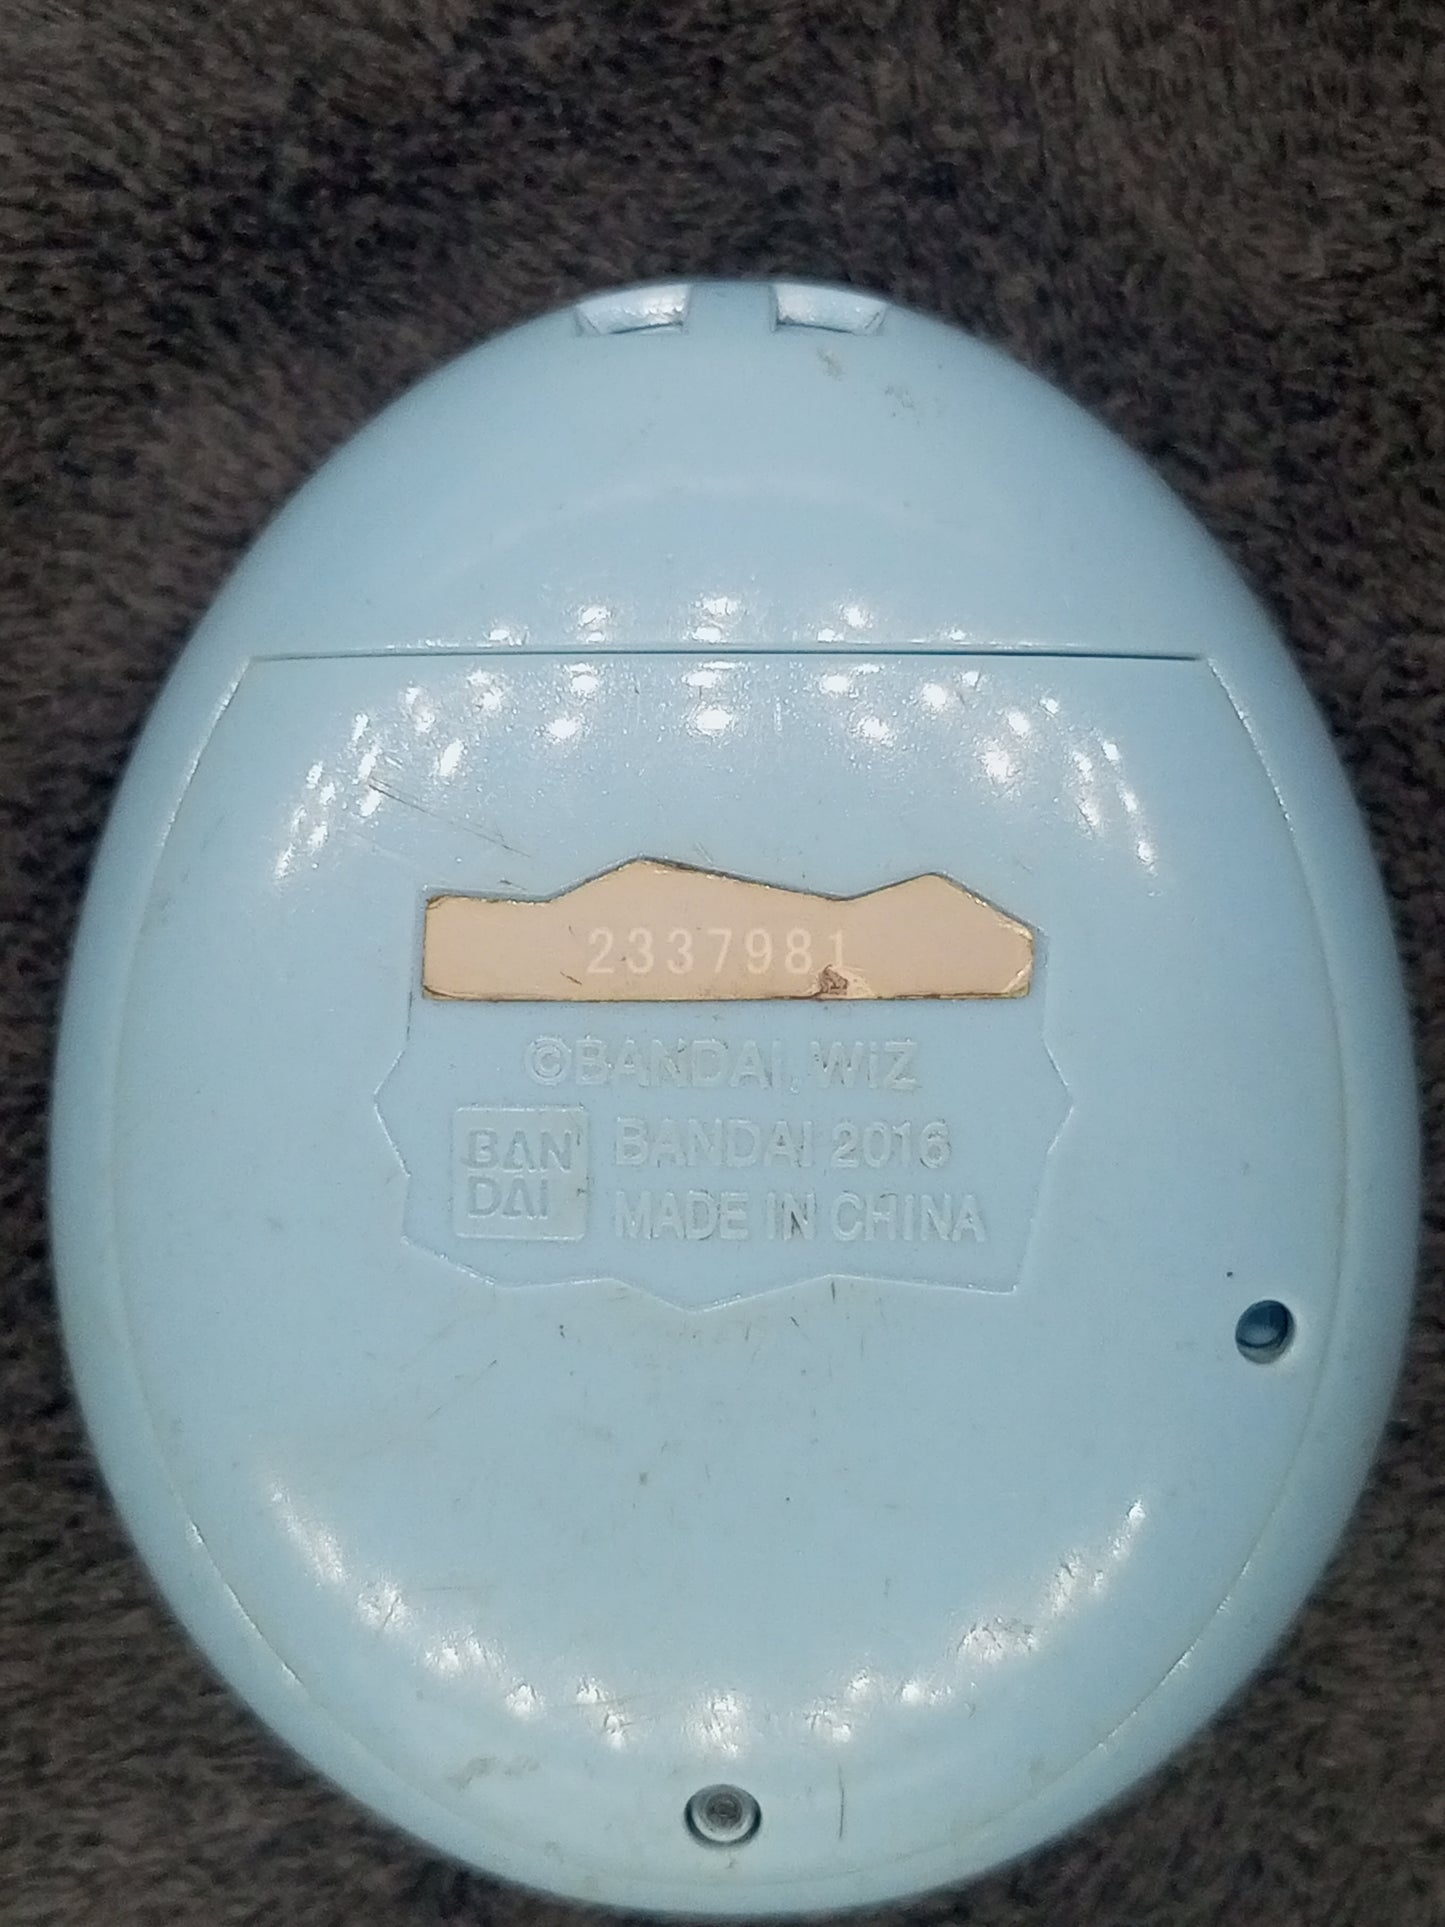 2337981
©BANDAI, WiZ
BAN
DAI
BANDAI 2016
MADE IN CHINA